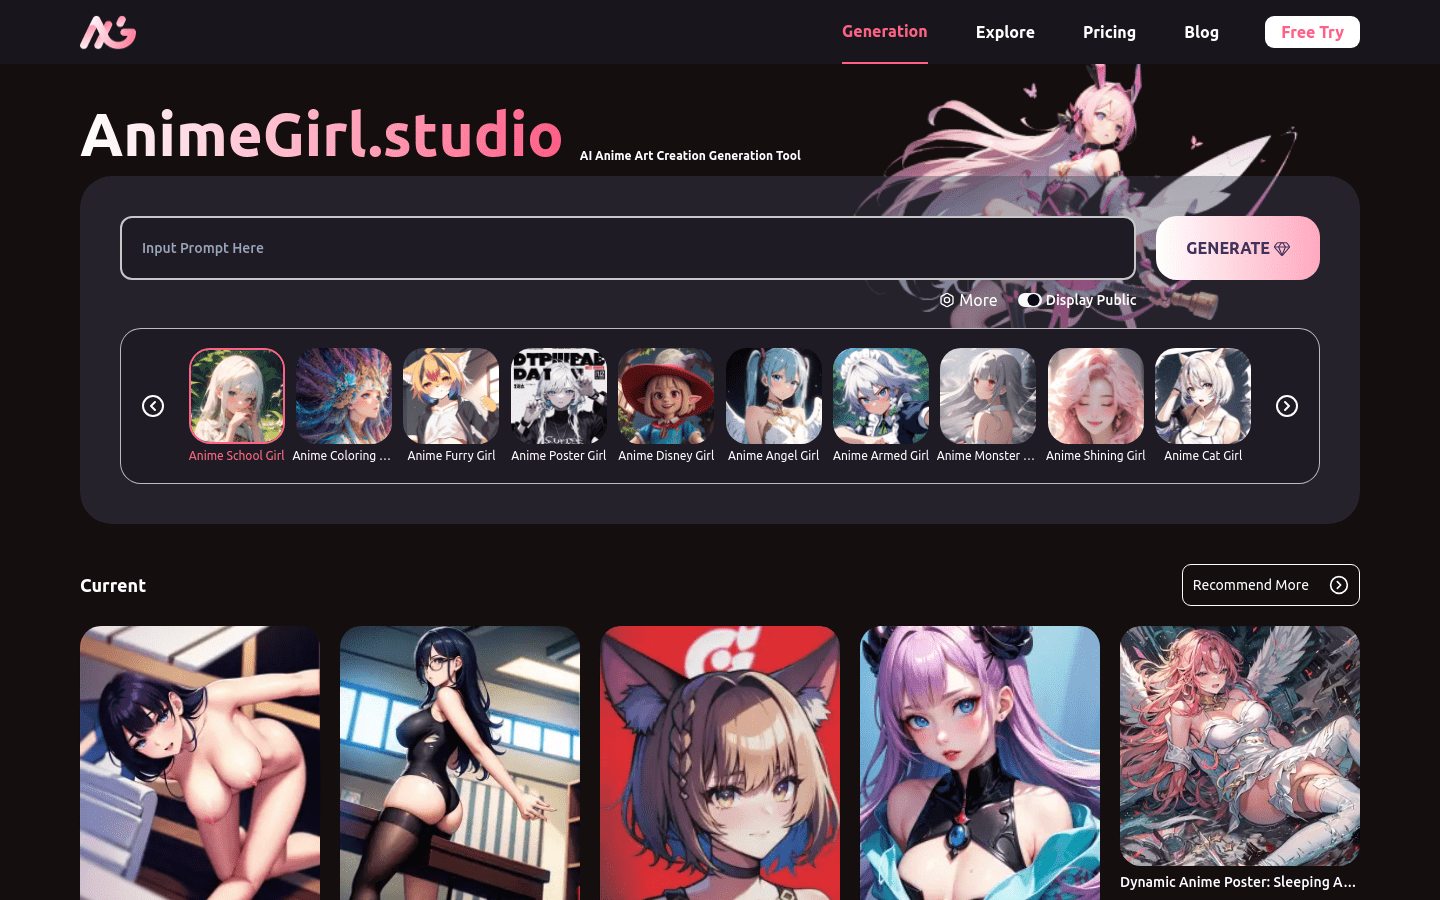 Generation
Explore
Pricing
Blog
Free Try
AnimeGirl.studio
AI Anime Art Creation Generation Tool
Input Prompt Here
GENERATE
More
Display Public
Anime School Girl
Anime Coloring ...
Anime Furry Girl
Anime Poster Girl
Anime Disney Girl
Anime Angel Girl
Anime Armed Girl
Anime Monster ...
Anime Shining Girl
Anime Cat Girl
Current
Recommend More
Dynamic Anime Poster: Sleeping A...